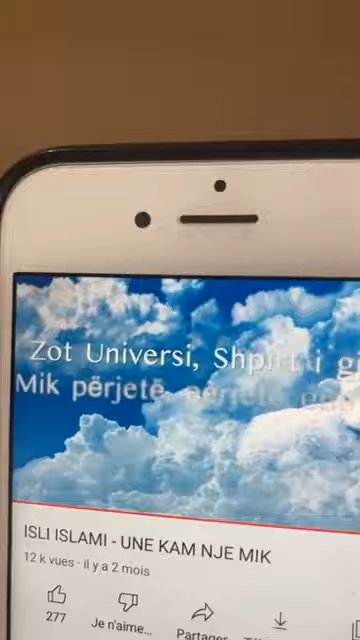 Zot Universi, Shpirt i
Mik përjetë, përjetë
ISLI ISLAMI - UNE KAM NJE MIK
12 k vues · il y a 2 mois
277
Je n'aime...
Partager